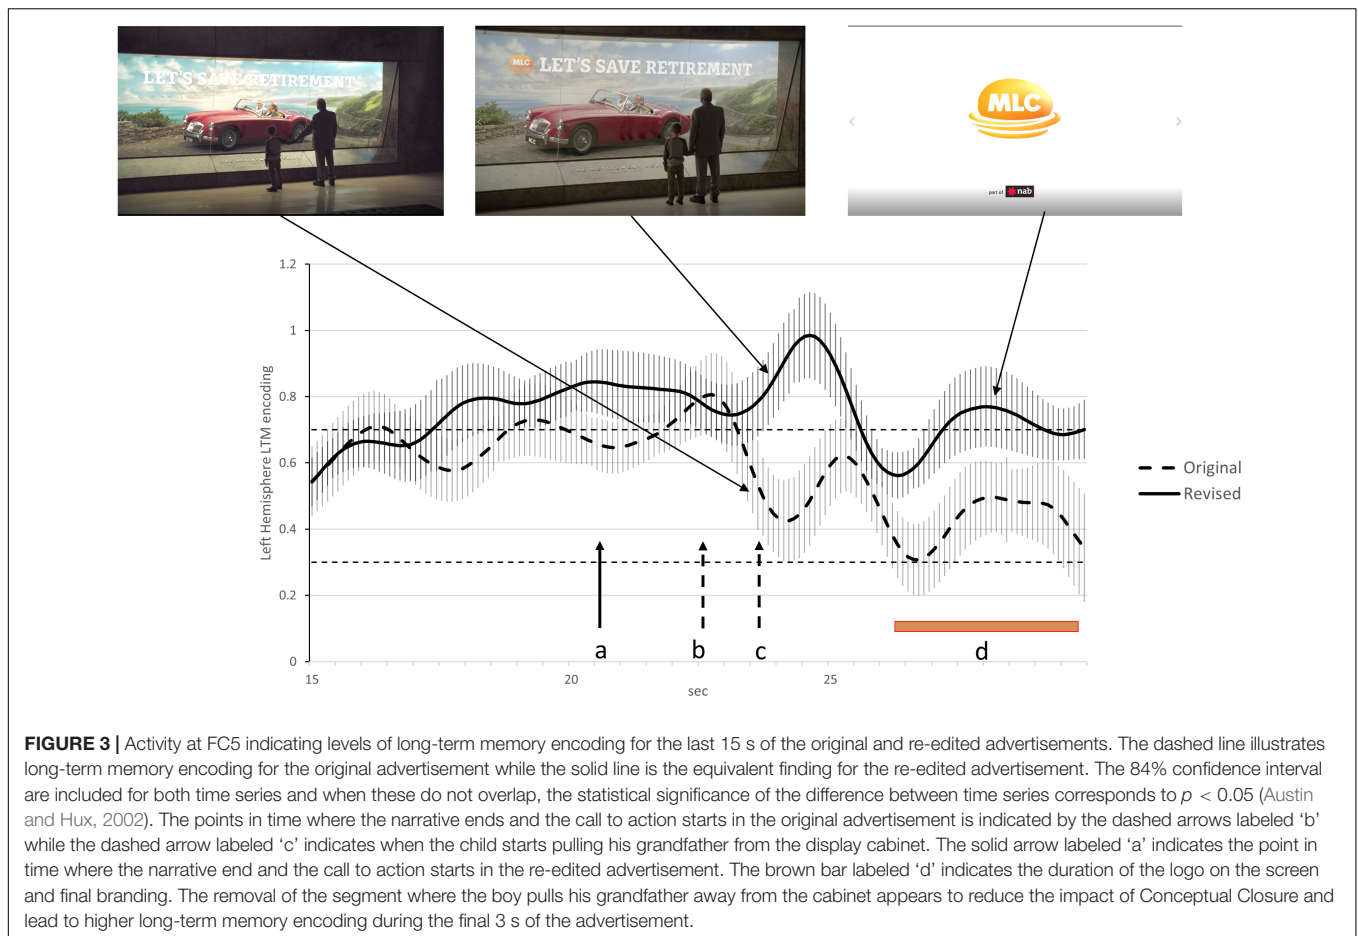 LET'S SAVE RETIREMENT
MLC LET'S SAVE RETIREMENT
MLC
MLC
part of nab
1.2
1
0.8
0.6
0.4
0.2
0
Left Hemisphere LTM encoding
a
b
c
d
15
20
25
sec
Original
Revised
FIGURE 3 | Activity at FC5 indicating levels of long-term memory encoding for the last 15 s of the original and re-edited advertisements. The dashed line illustrates
long-term memory encoding for the original advertisement while the solid line is the equivalent finding for the re-edited advertisement. The 84% confidence interval
are included for both time series and when these do not overlap, the statistical significance of the difference between time series corresponds to p < 0.05 (Austin
and Hux, 2002). The points in time where the narrative ends and the call to action starts in the original advertisement is indicated by the dashed arrows labeled ‘b’
while the dashed arrow labeled ‘c’ indicates when the child starts pulling his grandfather from the display cabinet. The solid arrow labeled ‘a’ indicates the point in
time where the narrative end and the call to action starts in the re-edited advertisement. The brown bar labeled ‘d’ indicates the duration of the logo on the screen
and final branding. The removal of the segment where the boy pulls his grandfather away from the cabinet appears to reduce the impact of Conceptual Closure and
lead to higher long-term memory encoding during the final 3 s of the advertisement.